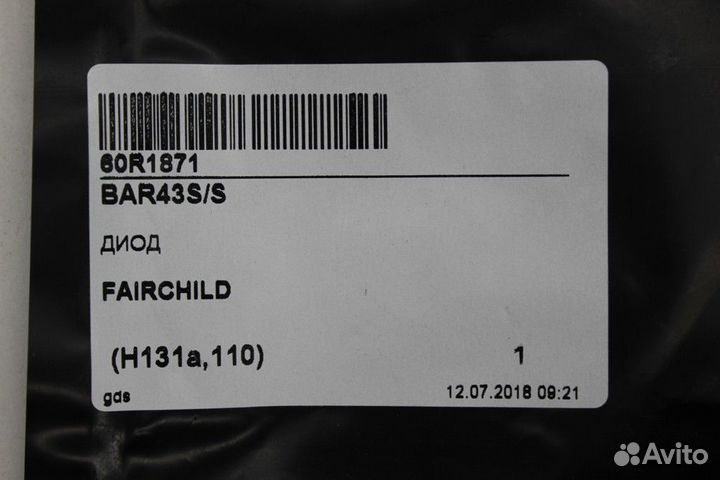 60R1871
BAR43S/S
ДИОД
FAIRCHILD
(H131a,110) 1
gds 12.07.2018 09:21
Avito